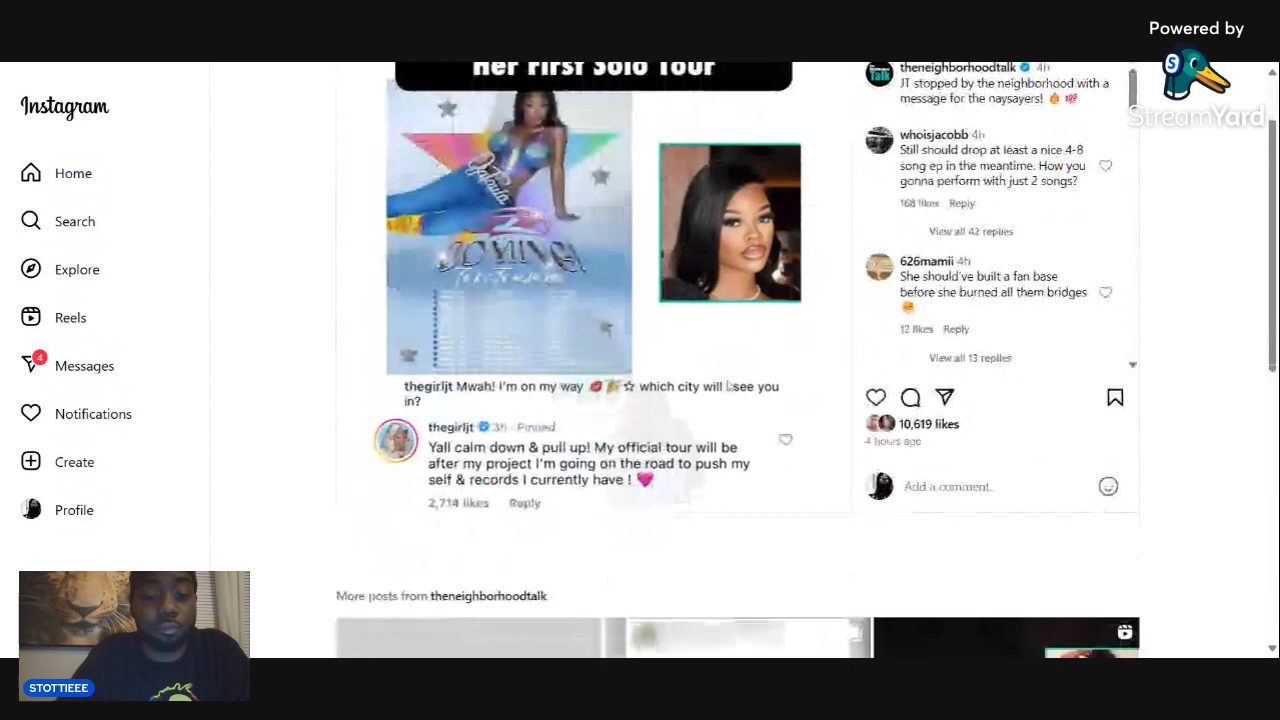 Powered by
S
StreamYard
Instagram
Home
Search
Explore
Reels
4
Messages
Notifications
Create
Profile
STOTTIEEE
Her First Solo Tour
thegirljt Mwah! I'm on my way 💋 ☆ which city will I see you
in?
thegirljt 3h Pinned
Yall calm down & pull up! My official tour will be
after my project I'm going on the road to push my
self & records I currently have ! 💗
2,714 likes Reply
More posts from theneighborhoodtalk
Talk
theneighborhoodtalk 4h
JT stopped by the neighborhood with a
message for the naysayers! 🔥 💯
whoisjacobb 4h
Still should drop at least a nice 4-8
song ep in the meantime. How you
gonna perform with just 2 songs?
168 likes Reply
View all 42 replies
626mamii 4h
She should've built a fan base
before she burned all them bridges
12 likes Reply
View all 13 replies
10,619 likes
4 hours ago
Add a comment...